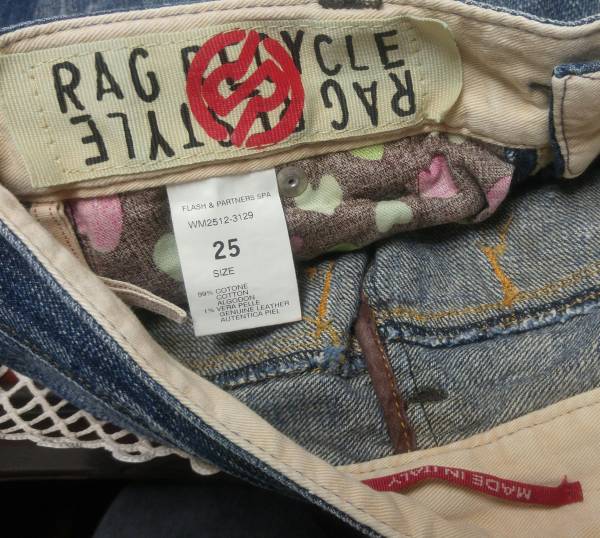 RAG RECYCLE
RAG RESTYLE
FLASH & PARTNERS SPA
WM2512-3129
25
SIZE
99% COTONE
COTTON
ALGODON
1% VERA PELLE
GENUINE LEATHER
AUTENTICA PIEL
MADE IN ITALY